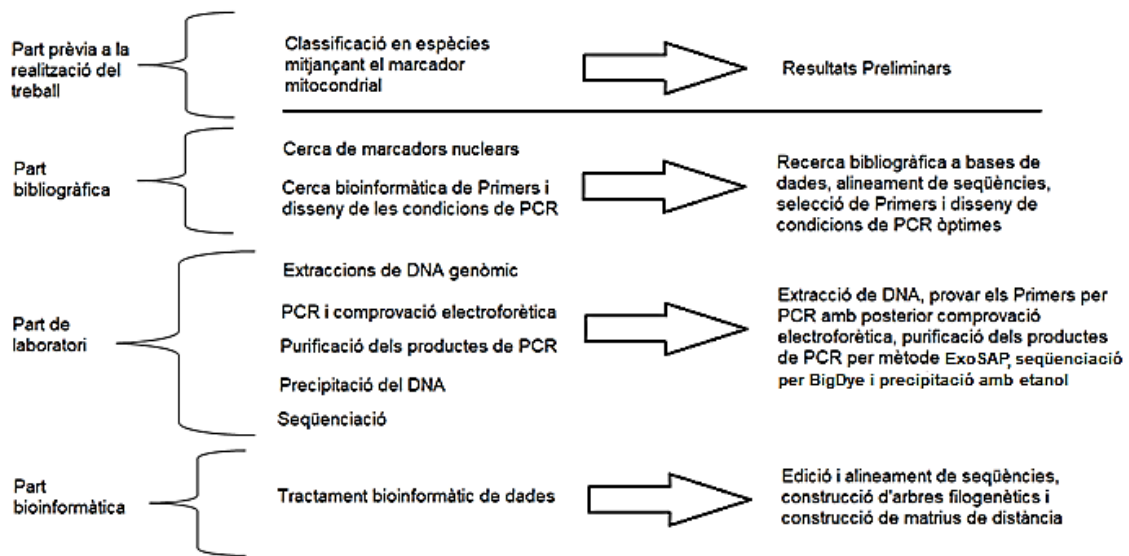 Part prèvia a la
realització del
treball
Classificació en espècies
mitjançant el marcador
mitocondrial
Resultats Preliminars
Part
bibliogràfica
Cerca de marcadors nuclears
Cerca bioinformàtica de Primers i
disseny de les condicions de PCR
Recerca bibliogràfica a bases de
dades, alineament de seqüències,
selecció de Primers i disseny de
condicions de PCR òptimes
Part de
laboratori
Extraccions de DNA genòmic
PCR i comprovació electroforètica
Purificació dels productes de PCR
Precipitació del DNA
Seqüenciació
Extracció de DNA, provar els Primers per
PCR amb posterior comprovació
electroforètica, purificació dels productes
de PCR per mètode ExoSAP, seqüenciació
per BigDye i precipitació amb etanol
Part
bioinformàtica
Tractament bioinformàtic de dades
Edició i alineament de seqüències,
construcció d'arbres filogenètics i
construcció de matrius de distància